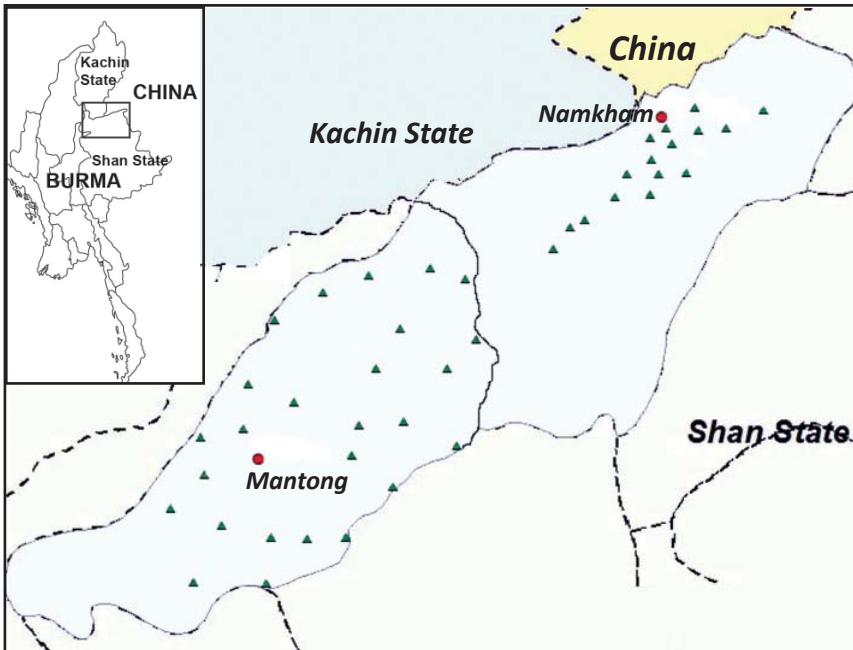 Kachin
State
CHINA
Shan State
BURMA
China
Namkham
Kachin State
Mantong
Shan State